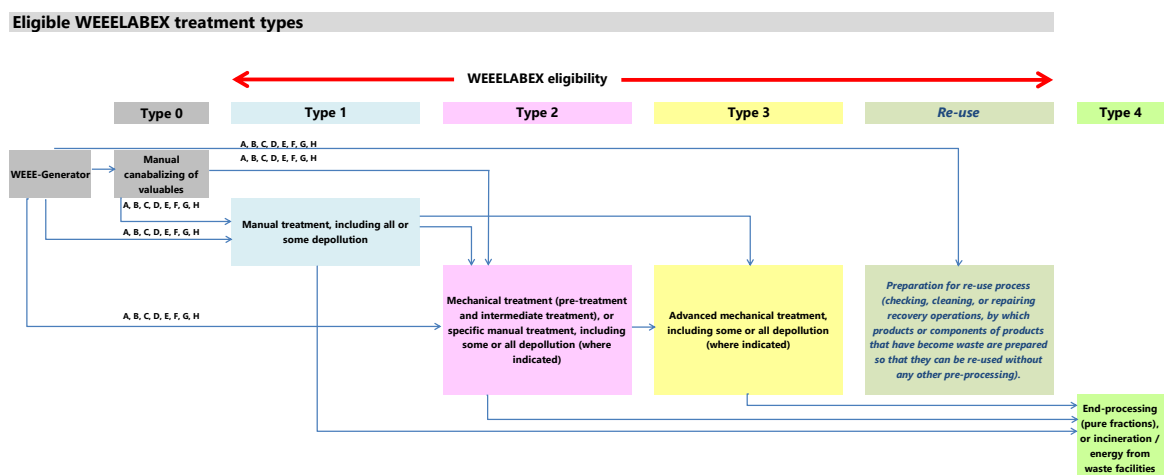 Eligible WEEELABEX treatment types
WEEELABEX eligibility
Type 0
Type 1
Type 2
Type 3
Re-use
Type 4
A, B, C, D, E, F, G, H
A, B, C, D, E, F, G, H
WEEE-Generator
Manual
canabalizing of
valuables
A, B, C, D, E, F, G, H
A, B, C, D, E, F, G, H
Manual treatment, including all or
some depollution
A, B, C, D, E, F, G, H
Mechanical treatment (pre-treatment
and intermediate treatment), or
specific manual treatment, including
some or all depollution (where
indicated)
Advanced mechanical treatment,
including some or all depollution
(where indicated)
Preparation for re-use process
(checking, cleaning, or repairing
recovery operations, by which
products or components of products
that have become waste are prepared
so that they can be re-used without
any other pre-processing).
End-processing
(pure fractions),
or incineration /
energy from
waste facilities